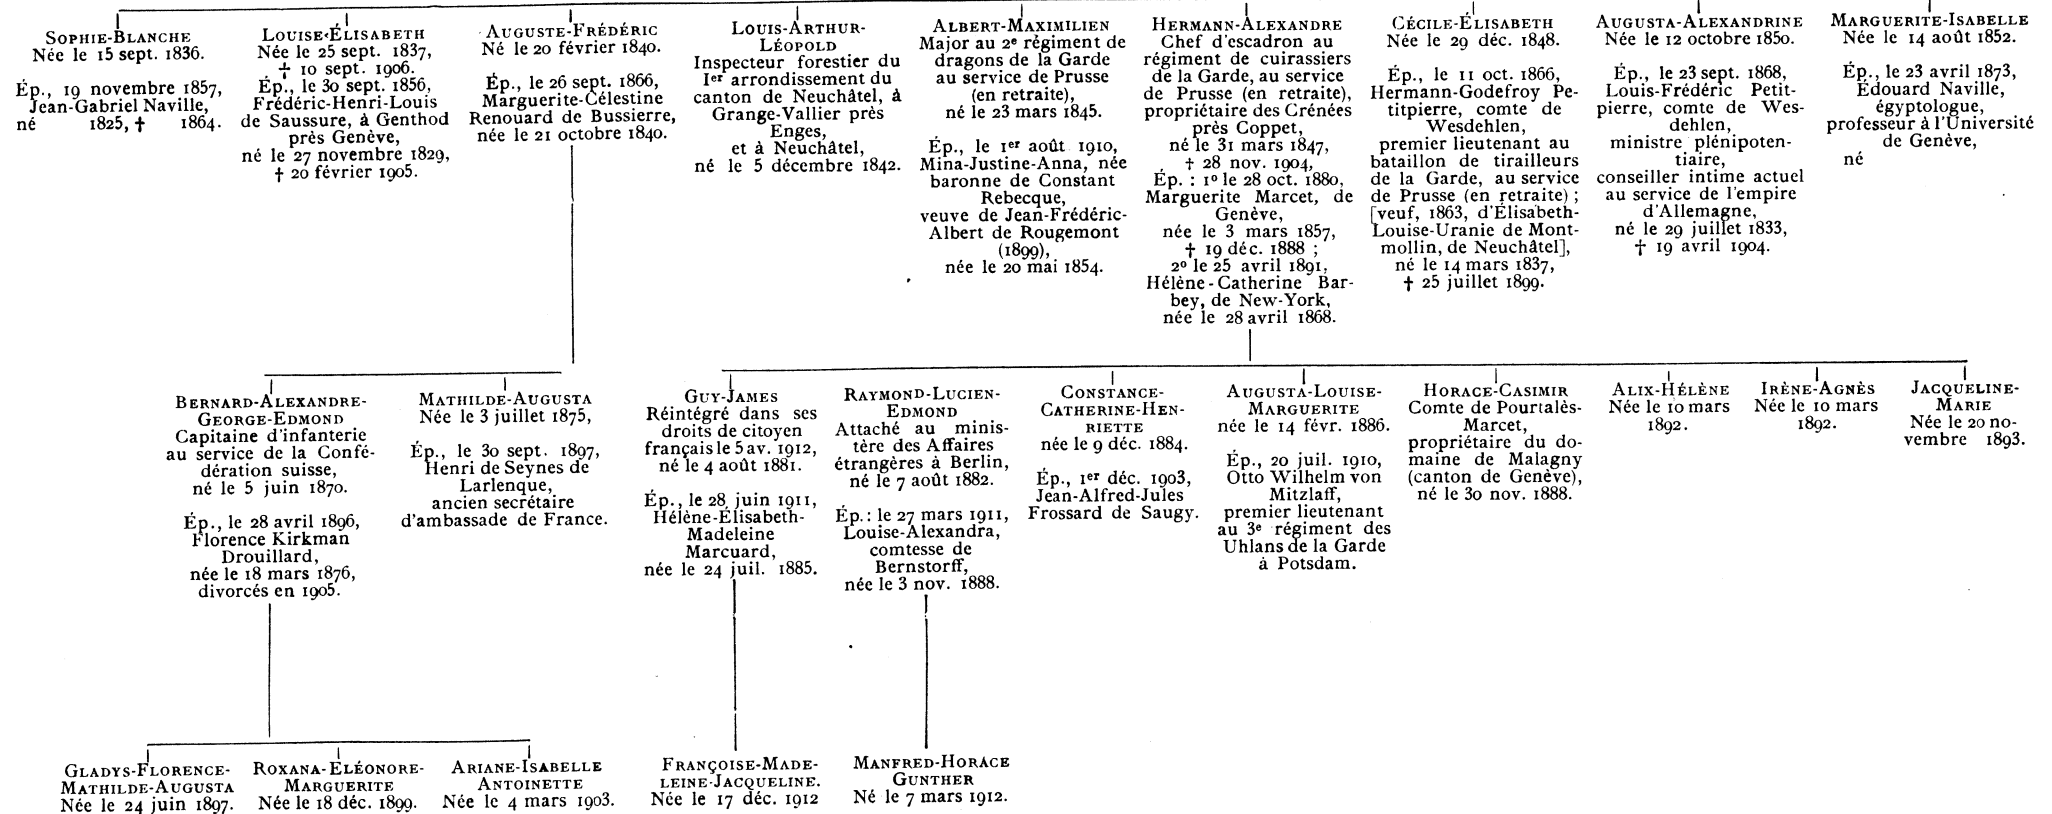 SOPHIE-BLANCHE
Née le 15 sept. 1836.
Ép., 19 novembre 1857,
Jean-Gabriel Naville,
né 1825, † 1864.
LOUISE-ÉLISABETH
Née le 25 sept. 1837,
† 10 sept. 1906.
Ép., le 30 sept. 1856,
Frédéric-Henri-Louis
de Saussure, à Genthod
près Genève,
né le 27 novembre 1829,
† 20 février 1905.
AUGUSTE-FRÉDÉRIC
Né le 20 février 1840.
Ép., le 26 sept. 1866,
Marguerite-Célestine
Renouard de Bussierre,
née le 21 octobre 1840.
LOUIS-ARTHUR-
LÉOPOLD
Inspecteur forestier du
Ier arrondissement du
canton de Neuchâtel, à
Grange-Vallier près
Enges,
et à Neuchâtel,
né le 5 décembre 1842.
ALBERT-MAXIMILIEN
Major au 2e régiment de
dragons de la Garde
au service de Prusse
(en retraite),
né le 23 mars 1845.
Ép., le 1er août 1910,
Mina-Justine-Anna, née
baronne de Constant
Rebecque,
veuve de Jean-Frédéric-
Albert de Rougemont
(1899),
née le 20 mai 1854.
HERMANN-ALEXANDRE
Chef d'escadron au
régiment de cuirassiers
de la Garde, au service
de Prusse (en retraite),
propriétaire des Crénées
près Coppet,
né le 31 mars 1847,
† 28 nov. 1904,
Ép. : 1o le 28 oct. 1880,
Marguerite Marcet, de
Genève,
née le 3 mars 1857,
† 19 déc. 1888 ;
2o le 25 avril 1891,
Hélène-Catherine Bar-
bey, de New-York,
née le 28 avril 1868.
CÉCILE-ÉLISABETH
Née le 29 déc. 1848.
Ép., le 11 oct. 1866,
Hermann-Godefroy Pe-
titpierre, comte de
Wesdehlen,
premier lieutenant au
bataillon de tirailleurs
de la Garde, au service
de Prusse (en retraite) ;
[veuf, 1863, d'Élisabeth-
Louise-Uranie de Mont-
mollin, de Neuchâtel],
né le 14 mars 1837,
† 25 juillet 1899.
AUGUSTA-ALEXANDRINE
Née le 12 octobre 1850.
Ép., le 23 sept. 1868,
Louis-Frédéric Petit-
pierre, comte de Wes-
dehlen,
ministre plénipoten-
tiaire,
conseiller intime actuel
au service de l'empire
d'Allemagne,
né le 29 juillet 1833,
† 19 avril 1904.
MARGUERITE-ISABELLE
Née le 14 août 1852.
Ép., le 23 avril 1873,
Édouard Naville,
égyptologue,
professeur à l'Université
de Genève,
né
BERNARD-ALEXANDRE-
GEORGE-EDMOND
Capitaine d'infanterie
au service de la Confé-
dération suisse,
né le 5 juin 1870.
Ép., le 28 avril 1896,
Florence Kirkman
Drouillard,
née le 18 mars 1876,
divorcés en 1905.
MATHILDE-AUGUSTA
Née le 3 juillet 1875,
Ép., le 30 sept. 1897,
Henri de Seynes de
Larlenque,
ancien secrétaire
d'ambassade de France.
GUY-JAMES
Réintégré dans ses
droits de citoyen
français le 5 av. 1912,
né le 4 août 1881.
Ép., le 28 juin 1911,
Hélène-Élisabeth-
Madeleine
Marcuard,
née le 24 juil. 1885.
RAYMOND-LUCIEN-
EDMOND
Attaché au minis-
tère des Affaires
étrangères à Berlin,
né le 7 août 1882.
Ép.: le 27 mars 1911,
Louise-Alexandra,
comtesse de
Bernstorff,
née le 3 nov. 1888.
CONSTANCE-
CATHERINE-HEN-
RIETTE
née le 9 déc. 1884.
Ép., 1er déc. 1903,
Jean-Alfred-Jules
Frossard de Saugy.
AUGUSTA-LOUISE-
MARGUERITE
née le 14 févr. 1886.
Ép., 20 juil. 1910,
Otto Wilhelm von
Mitzlaff,
premier lieutenant
au 3e régiment des
Uhlans de la Garde
à Potsdam.
HORACE-CASIMIR
Comte de Pourtalès-
Marcet,
propriétaire du do-
maine de Malagny
(canton de Genève),
né le 30 nov. 1888.
ALIX-HÉLÈNE
Née le 10 mars
1892.
IRÈNE-AGNÈS
Née le 10 mars
1892.
JACQUELINE-
MARIE
Née le 20 no-
vembre 1893.
GLADYS-FLORENCE-
MATHILDE-AUGUSTA
Née le 24 juin 1897.
ROXANA-ELÉONORE-
MARGUERITE
Née le 18 déc. 1899.
ARIANE-ISABELLE
ANTOINETTE
Née le 4 mars 1903.
FRANÇOISE-MADE-
LEINE-JACQUELINE.
Née le 17 déc. 1912
MANFRED-HORACE
GUNTHER
Né le 7 mars 1912.